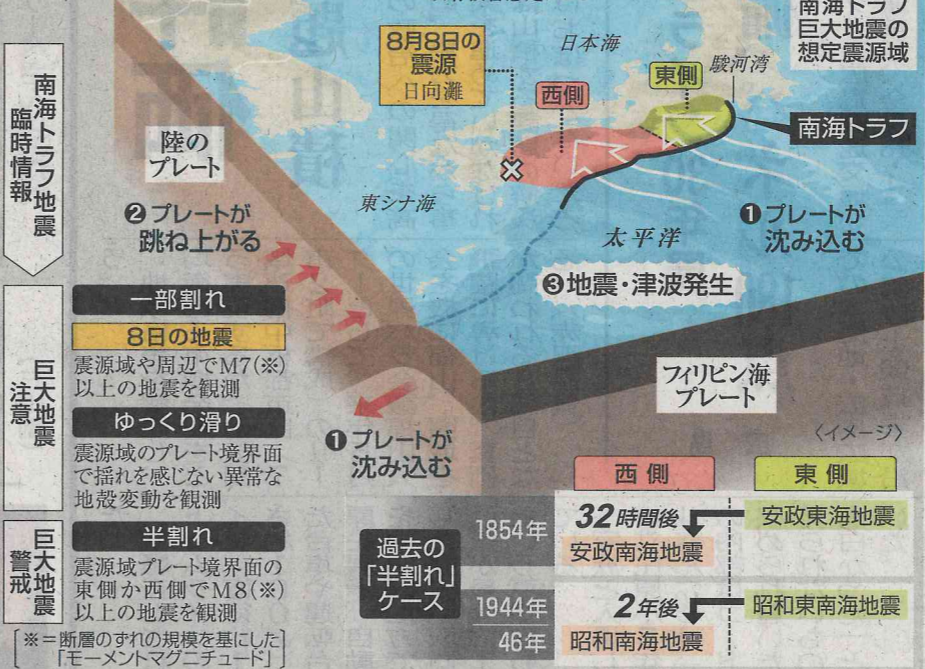 南海トラフ
巨大地震の
想定震源域
8月8日の
震源
日向灘
日本海
駿河湾
東側
西側
南海トラフ
陸の
プレート
東シナ海
太平洋
❷プレートが
跳ね上がる
❶プレートが
沈み込む
❸地震・津波発生
フィリピン海
プレート
〈イメージ〉
❶プレートが
沈み込む
南海トラフ地震
臨時情報
巨大地震
注意
一部割れ
8日の地震
震源域や周辺でM7(※)
以上の地震を観測
ゆっくり滑り
震源域のプレート境界面
で揺れを感じない異常な
地殻変動を観測
巨大地震
警戒
半割れ
震源域プレート境界面の
東側か西側でM8(※)
以上の地震を観測
※=断層のずれの規模を基にした
「モーメントマグニチュード」
過去の
「半割れ」
ケース
西側
東側
1854年
32時間後
安政東海地震
安政南海地震
1944年
46年
2年後
昭和東南海地震
昭和南海地震